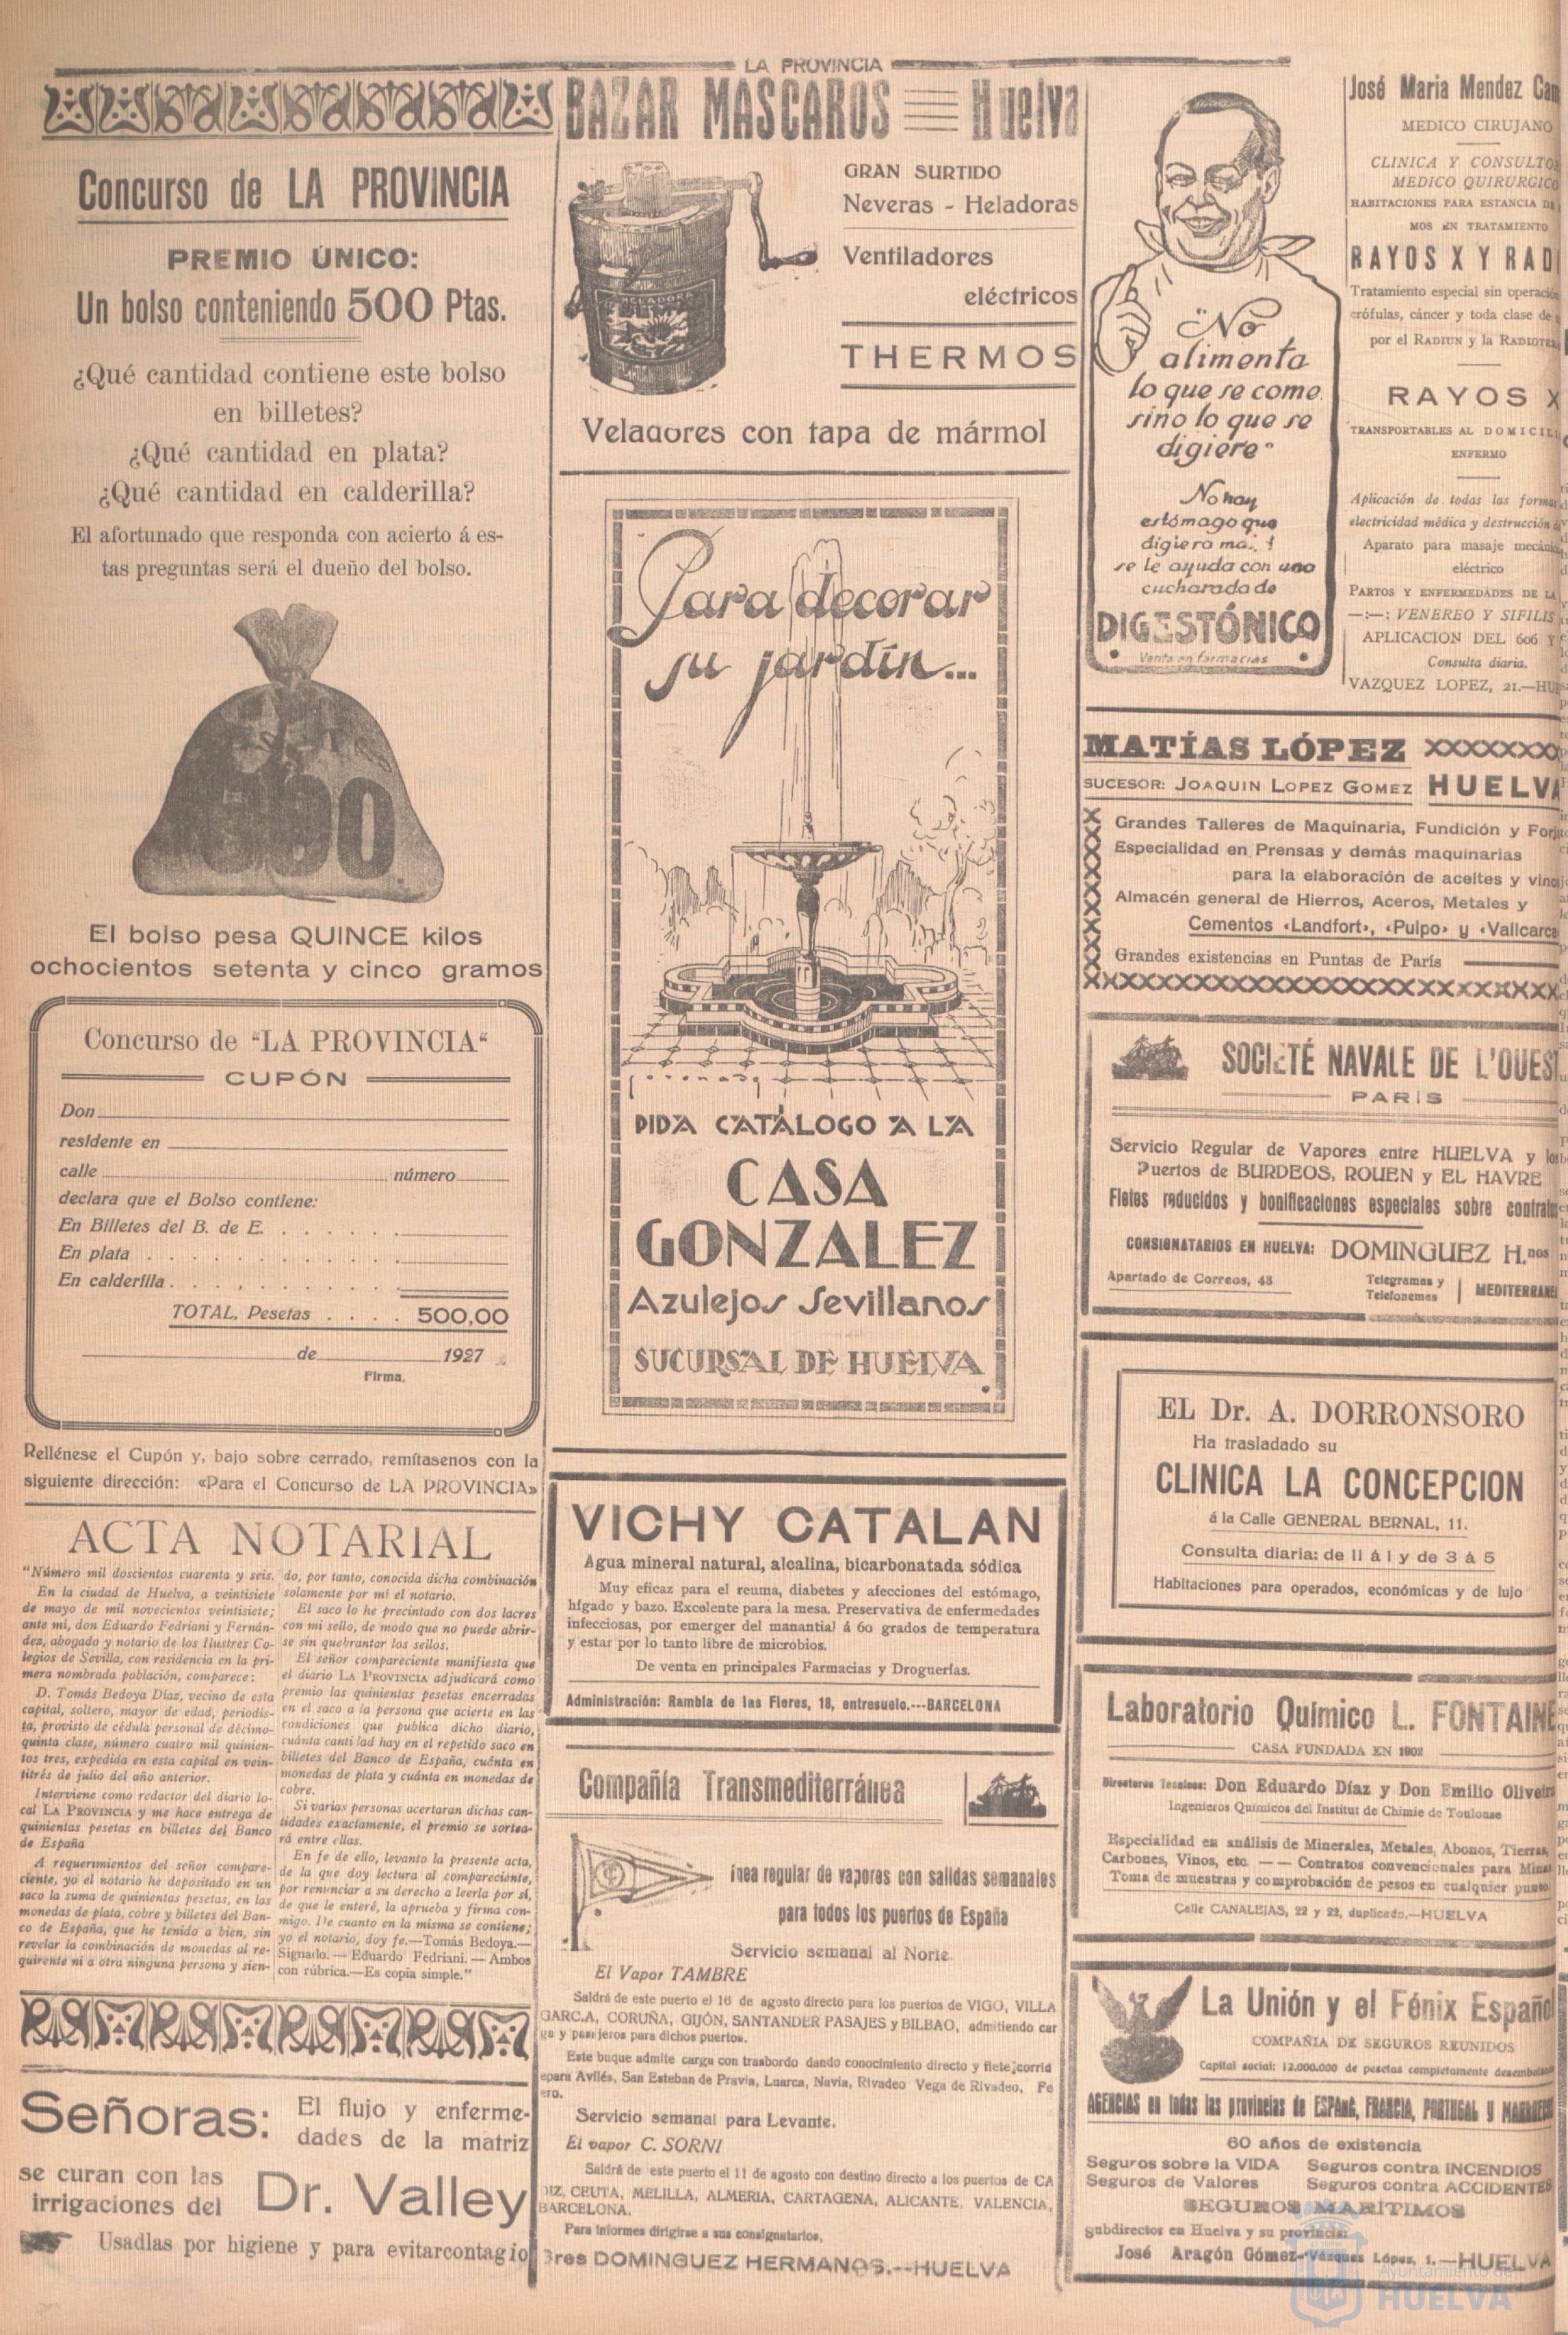 LA PROVINCIA
Concurso de LA PROVINCIA
PREMIO ÚNICO:
Un bolso conteniendo 500 Ptas.
¿Qué cantidad contiene este bolso
en billetes?
¿Qué cantidad en plata?
¿Qué cantidad en calderilla?
El afortunado que responda con acierto á es-
tas preguntas será el dueño del bolso.
500
El bolso pesa QUINCE kilos
ochocientos setenta y cinco gramos
Concurso de "LA PROVINCIA"
CUPÓN
Don
residente en
calle número
declara que el Bolso contiene:
En Billetes del B. de E. . . . . . .
En plata . . . . . . . . . . .
En calderilla . . . . . . . . . .
TOTAL, Pesetas . . . . 500,00
de 1927
Firma,
Rellénese el Cupón y, bajo sobre cerrado, remítasenos con la
siguiente dirección: «Para el Concurso de LA PROVINCIA»
ACTA NOTARIAL
"Número mil doscientos cuarenta y seis.
En la ciudad de Huelva, a veintisiete
de mayo de mil novecientos veintisiete;
ante mí, don Eduardo Fedriani y Fernán-
dez, abogado y notario de los Ilustres Co-
legios de Sevilla, con residencia en la pri-
mera nombrada población, comparece:
D. Tomás Bedoya Díaz, vecino de esta
capital, soltero, mayor de edad, periodis-
ta, provisto de cédula personal de décimo-
quinta clase, número cuatro mil quinien-
tos tres, expedida en esta capital en vein-
titrés de julio del año anterior.
Interviene como redactor del diario lo-
cal LA PROVINCIA y me hace entrega de
quinientas pesetas en billetes del Banco
de España
A requerimientos del señor compare-
ciente, yo el notario he depositado en un
saco la suma de quinientas pesetas, en las
monedas de plata, cobre y billetes del Ban-
co de España, que he tenido a bien, sin
revelar la combinación de monedas al re-
quirente ni a otra ninguna persona y sien-
do, por tanto, conocida dicha combinación
solamente por mí el notario.
El saco lo he precintado con dos lacres
con mi sello, de modo que no puede abrir-
se sin quebrantar los sellos.
El señor compareciente manifiesta que
el diario LA PROVINCIA adjudicará como
premio las quinientas pesetas encerradas
en el saco a la persona que acierte en las
condiciones que publica dicho diario,
cuánta cantidad hay en el repetido saco en
billetes del Banco de España, cuánta en
monedas de plata y cuánta en monedas de
cobre.
Si varias personas acertaran dichas can-
tidades exactamente, el premio se sortea-
rá entre ellas.
En fe de ello, levanto la presente acta,
de la que doy lectura al compareciente,
por renunciar a su derecho a leerla por sí,
de que le enteré, la aprueba y firma con-
migo. De cuanto en la misma se contiene;
yo el notario, doy fe.—Tomás Bedoya.—
Signado. — Eduardo Fedriani. — Ambos
con rúbrica.—Es copia simple."
Señoras: El flujo y enferme-
dades de la matriz
se curan con las
irrigaciones del Dr. Valley
Usadlas por higiene y para evitar contagio
BAZAR MASCAROS Huelva
GRAN SURTIDO
Neveras - Heladoras
Ventiladores
eléctricos
THERMOS
HELADORA
Veladores con tapa de mármol
Para decorar
su jardín...
PIDA CATÁLOGO A LA
CASA
GONZALEZ
Azulejos Sevillanos
SUCURSAL DE HUELVA
VICHY CATALAN
Agua mineral natural, alcalina, bicarbonatada sódica
Muy eficaz para el reuma, diabetes y afecciones del estómago,
hígado y bazo. Excelente para la mesa. Preservativa de enfermedades
infecciosas, por emerger del manantial á 60 grados de temperatura
y estar por lo tanto libre de microbios.
De venta en principales Farmacias y Droguerías.
Administración: Rambla de las Flores, 18, entresuelo.---BARCELONA
Compañía Transmediterránea
ínea regular de vapores con salidas semanales
para todos los puertos de España
Servicio semanal al Norte.
El Vapor TAMBRE
Saldrá de este puerto el 16 de agosto directo para los puertos de VIGO, VILLA
GARCIA, CORUÑA, GIJÓN, SANTANDER PASAJES y BILBAO, admitiendo car
ga y pasajeros para dichos puertos.
Este buque admite carga con trasbordo dando conocimiento directo y flete corrid
epara Avilés, San Esteban de Pravia, Luarca, Navia, Rivadeo Vega de Rivadeo, Fe
ero.
Servicio semanal para Levante.
El vapor C. SORNI
Saldrá de este puerto el 11 de agosto con destino directo a los puertos de CA
DIZ, CEUTA, MELILLA, ALMERIA, CARTAGENA, ALICANTE, VALENCIA,
BARCELONA.
Para informes dirigirse a sus consignatarios,
Sres DOMINGUEZ HERMANOS.--HUELVA
"No
alimenta
lo que se come
sino lo que se
digiere"
No hay
estómago que
digiera mal si
se le ayuda con una
cucharada de
DIGESTÓNICO
Venta en farmacias
José Maria Mendez
MEDICO CIRUJANO
CLINICA Y
MEDICO QUIRURGICO
HABITACIONES PARA ESTANCIA DE
MOS EN TRATAMIENTO
RAYOS X Y
Tratamiento especial sin
crófulas, cáncer y toda clase de
por el RADIUN y la
RAYOS X
TRANSPORTABLES AL
ENFERMO
Aplicación de todas las
electricidad médica y destrucción
Aparato para masaje
eléctrico
PARTOS Y ENFERMEDADES DE LA
—:—: VENEREO Y SIFILIS
APLICACION DEL 606 Y
Consulta diaria.
VAZQUEZ LOPEZ, 21.—
MATÍAS LÓPEZ
SUCESOR: JOAQUIN LOPEZ GOMEZ HUELVA
Grandes Talleres de Maquinaria, Fundición y
Especialidad en Prensas y demás maquinarias
para la elaboración de aceites y vinos
Almacén general de Hierros, Aceros, Metales y
Cementos «Landfort», «Pulpo» y «Vallcarca
Grandes existencias en Puntas de París
SOCIETÉ NAVALE DE L'OUEST
PARÍS
Servicio Regular de Vapores entre HUELVA y los
Puertos de BURDEOS, ROUEN y EL HAVRE
Fletes reducidos y bonificaciones especiales sobre
CONSIGNATARIOS EN HUELVA: DOMINGUEZ H.nos
Apartado de Correos, 43
Telegramas y
Telefonemas
MEDITERRANE
EL Dr. A. DORRONSORO
Ha trasladado su
CLINICA LA CONCEPCION
á la Calle GENERAL BERNAL, 11.
Consulta diaria: de 11 á 1 y de 3 á 5
Habitaciones para operados, económicas y de lujo
Laboratorio Químico L. FONTAINE
CASA FUNDADA EN 1902
Directores Tecnicos: Don Eduardo Díaz y Don Emilio Oliveira
Ingenieros Químicos del Institut de Chimie de Toulouse
Especialidad en análisis de Minerales, Metales, Abonos, Tierras,
Carbones, Vinos, etc. — — Contratos convencionales para Minas
Toma de muestras y comprobación de pesos en cualquier punto.
Calle CANALEJAS, 22 y 22, duplicado.—HUELVA
La Unión y el Fénix Español
COMPAÑIA DE SEGUROS REUNIDOS
Capital social: 12.000.000 de pesetas completamente
AGENCIAS en todas las provincias de ESPAÑA, FRANCIA, PORTUGAL y
60 años de existencia
Seguros sobre la VIDA Seguros contra INCENDIOS
Seguros de Valores Seguros contra ACCIDENTES
SEGUROS MARÍTIMOS
Subdirectos en Huelva y su provincia:
José Aragón Gómez-Vázquez López, 1.—HUELVA
Ayuntamiento de
HUELVA